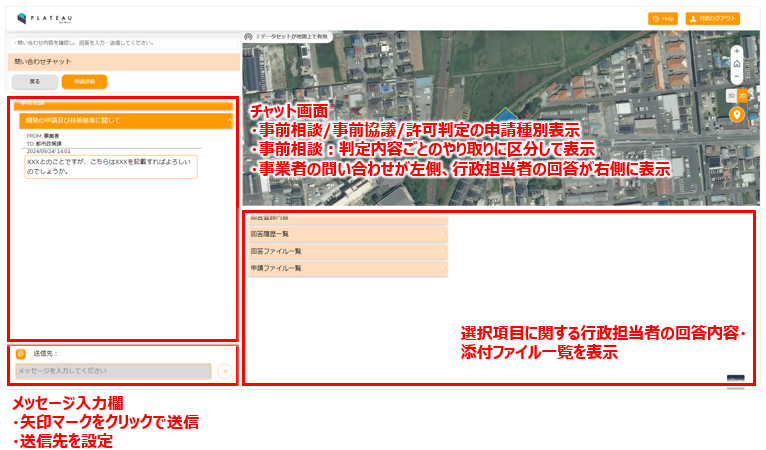 PLATEAU
by MLIT
Help
行政ログアウト
・問い合わせ内容を確認し、回答を入力・送信してください。
3 データセットが地図上で有効
問い合わせチャット
戻る
申請詳細
事前相談
開発の申請及び技術基準に関して
FROM: 事業者
TO: 都市政策課
2024/09/24/ 14:01
XXXとのことですが、こちらはXXXを記載すればよろしい
のでしょうか。
3D
2D
チャット画面
・事前相談/事前協議/許可判定の申請種別表示
・事前相談：判定内容ごとのやり取りに区分して表示
・事業者の問い合わせが左側、行政担当者の回答が右側に表示
回答履歴一覧
回答ファイル一覧
申請ファイル一覧
選択項目に関する行政担当者の回答内容・
添付ファイル一覧を表示
送信先：
メッセージを入力してください
メッセージ入力欄
・矢印マークをクリックで送信
・送信先を設定